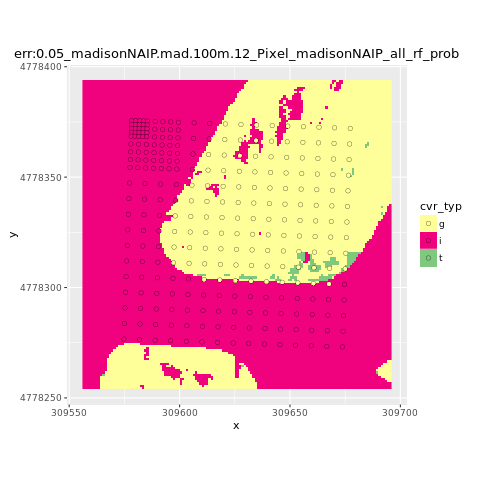 err:0.05_madisonNAIP.mad.100m.12_Pixel_madisonNAIP_all_rf_prob
4778400
4778350
4778300
4778250
y
309550
309600
309650
309700
x
cvr_typ
g
i
t